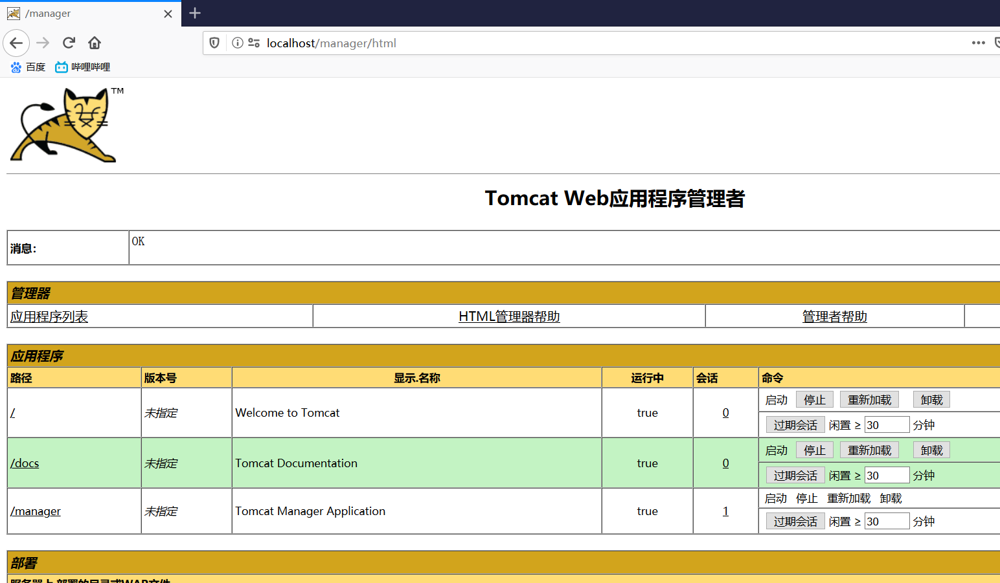 /manager
localhost/manager/html
百度 哔哩哔哩
TM
Tomcat Web应用程序管理者
消息: OK
管理器
应用程序列表 HTML管理器帮助 管理者帮助
应用程序
路径 版本号 显示.名称 运行中 会话 命令
/ 未指定 Welcome to Tomcat true 0 启动 停止 重新加载 卸载
过期会话 闲置 ≥ 30 分钟
/docs 未指定 Tomcat Documentation true 0 启动 停止 重新加载 卸载
过期会话 闲置 ≥ 30 分钟
/manager 未指定 Tomcat Manager Application true 1 启动 停止 重新加载 卸载
过期会话 闲置 ≥ 30 分钟
部署
服务器上部署的目录或WAR文件